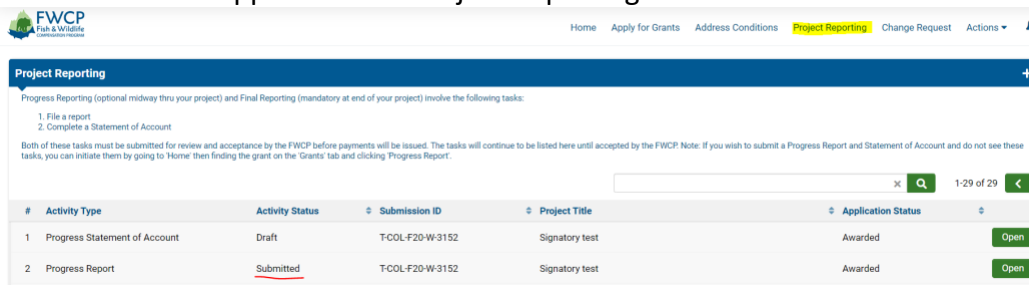 FWCP
Fish & Wildlife
COMPENSATION PROGRAM
Home Apply for Grants Address Conditions Project Reporting Change Request Actions
Project Reporting +
Progress Reporting (optional midway thru your project) and Final Reporting (mandatory at end of your project) involve the following tasks:
1. File a report
2. Complete a Statement of Account
Both of these tasks must be submitted for review and acceptance by the FWCP before payments will be issued. The tasks will continue to be listed here until accepted by the FWCP. Note: If you wish to submit a Progress Report and Statement of Account and do not see these
tasks, you can initiate them by going to 'Home' then finding the grant on the 'Grants' tab and clicking 'Progress Report'.
1-29 of 29
# Activity Type Activity Status Submission ID Project Title Application Status
1 Progress Statement of Account Draft T-COL-F20-W-3152 Signatory test Awarded Open
2 Progress Report Submitted T-COL-F20-W-3152 Signatory test Awarded Open